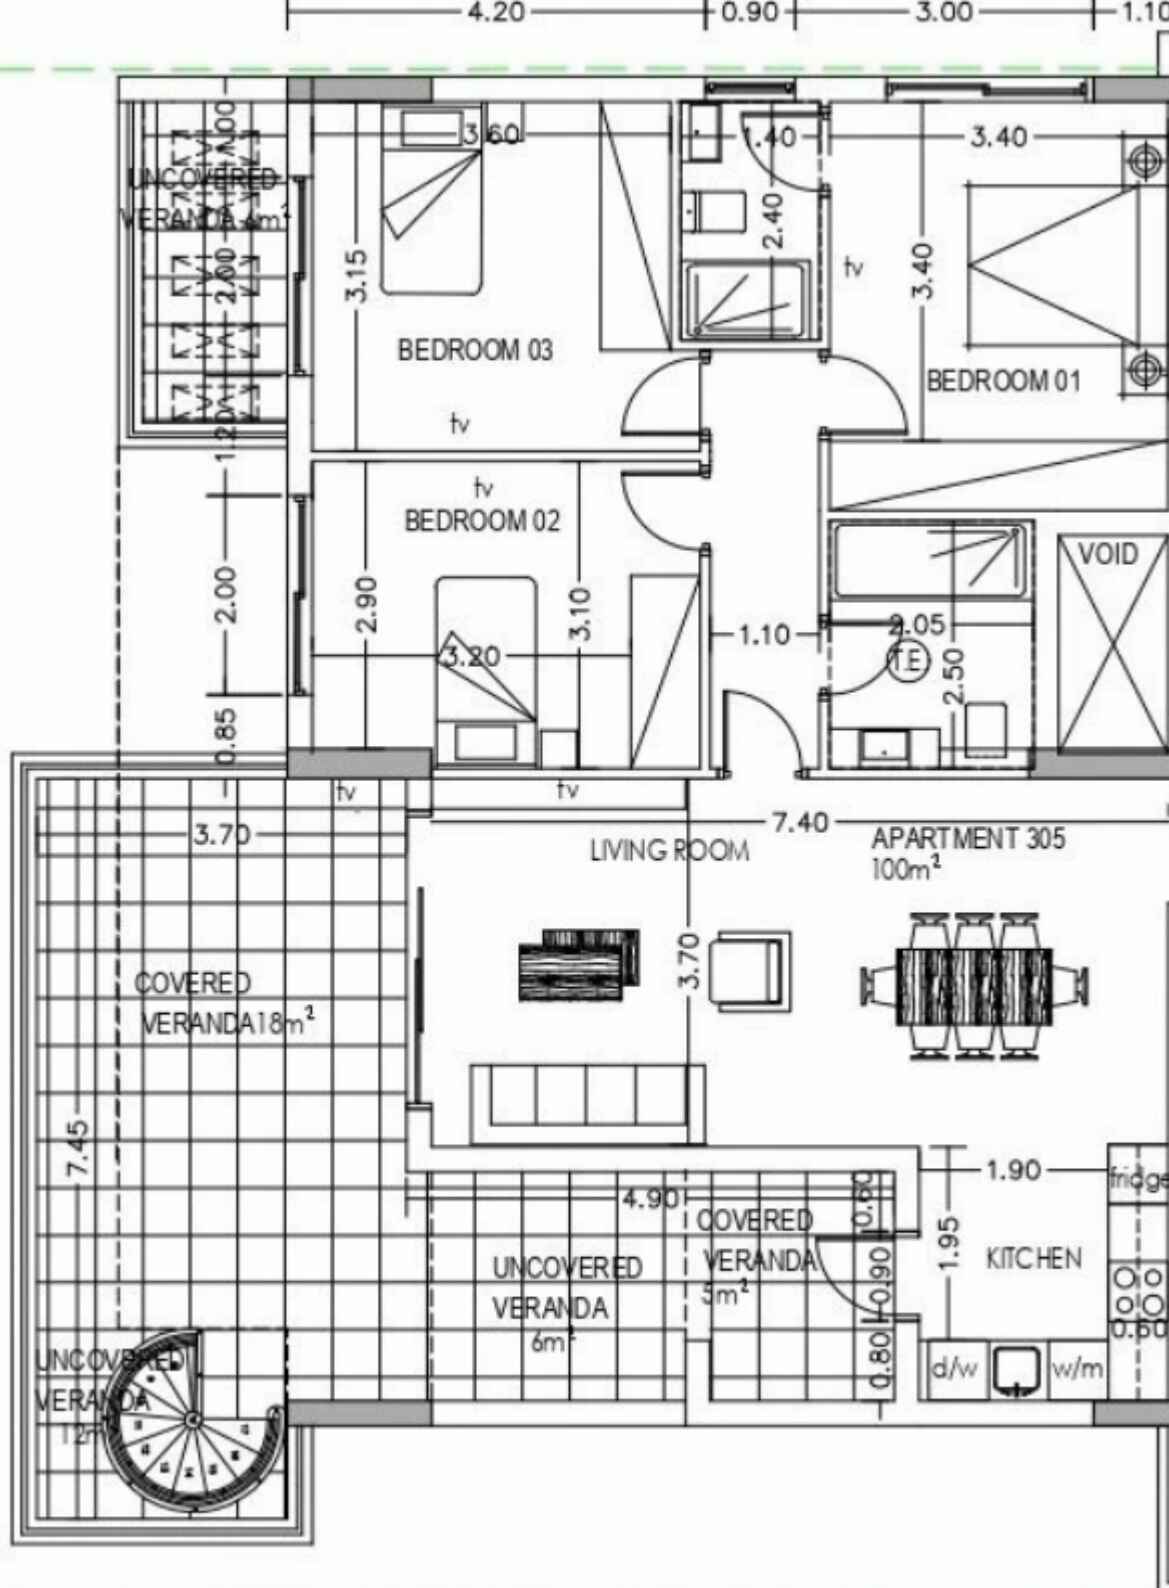 4.20
0.90
3.00
1.10
3.60
1.40
3.40
UNCOVERED
VERANDA
2.00
1.20
3.15
2.40
tv
3.40
BEDROOM 03
BEDROOM 01
tv
tv
BEDROOM 02
VOID
2.00
2.90
3.10
1.10
2.05
T.E.
3.20
2.50
0.85
tv
tv
3.70
7.40
LIVING ROOM
APARTMENT 305
100m²
3.70
COVERED
VERANDA 18m²
7.45
4.90
0.60
1.90
fridge
COVERED
VERANDA
5m²
UNCOVERED
VERANDA
6m²
0.90
1.95
KITCHEN
0.60
UNCOVERED
VERANDA
12m
0.80
d/w
w/m